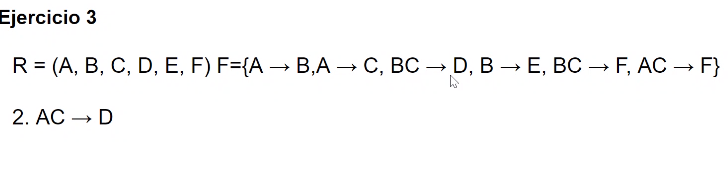 Ejercicio 3
R = (A, B, C, D, E, F) F={A → B,A → C, BC → D, B → E, BC → F, AC → F}
2. AC → D